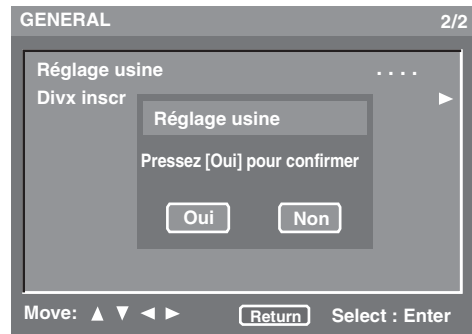 GENERAL 2/2
Réglage usine ....
Divx inscr ►
Réglage usine
Pressez [Oui] pour confirmer
Oui Non
Move: ▲ ▼ ◄ ► Return Select : Enter